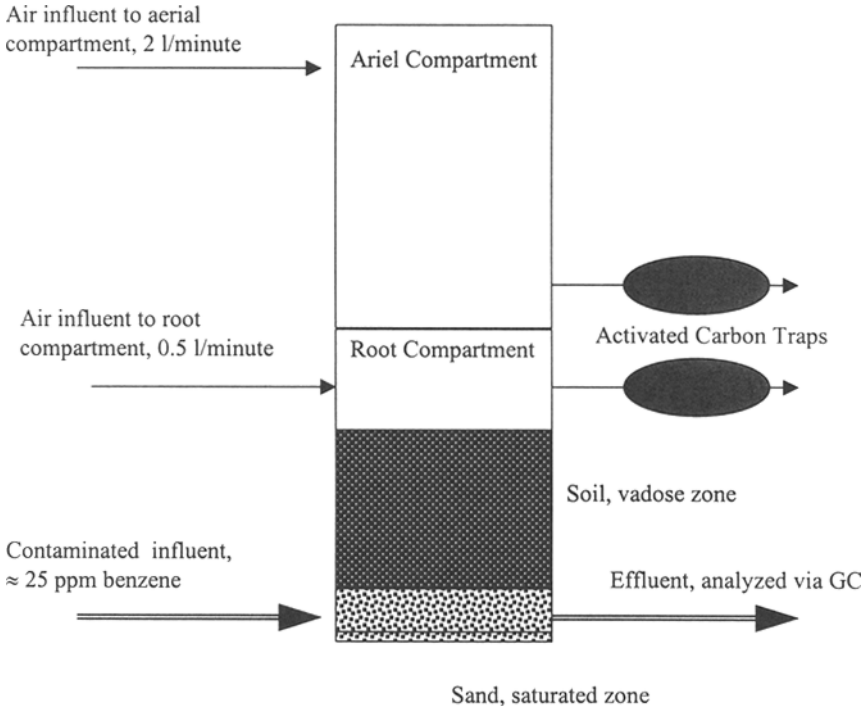 Air influent to aerial
compartment, 2 l/minute
Ariel Compartment
Air influent to root
compartment, 0.5 l/minute
Root Compartment
Activated Carbon Traps
Soil, vadose zone
Contaminated influent,
≈ 25 ppm benzene
Effluent, analyzed via GC
Sand, saturated zone